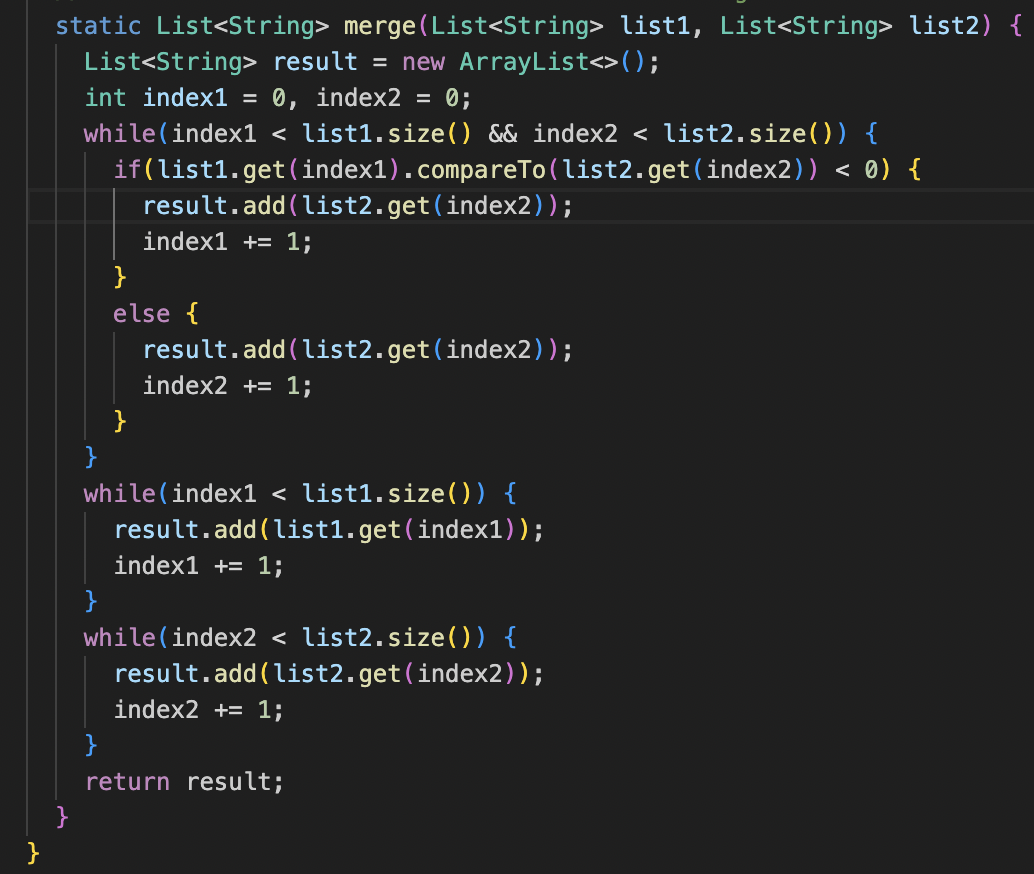 static List<String> merge(List<String> list1, List<String> list2) {
List<String> result = new ArrayList<>();
int index1 = 0, index2 = 0;
while(index1 < list1.size() && index2 < list2.size()) {
if(list1.get(index1).compareTo(list2.get(index2)) < 0) {
result.add(list2.get(index2));
index1 += 1;
}
else {
result.add(list2.get(index2));
index2 += 1;
}
}
while(index1 < list1.size()) {
result.add(list1.get(index1));
index1 += 1;
}
while(index2 < list2.size()) {
result.add(list2.get(index2));
index2 += 1;
}
return result;
}
}